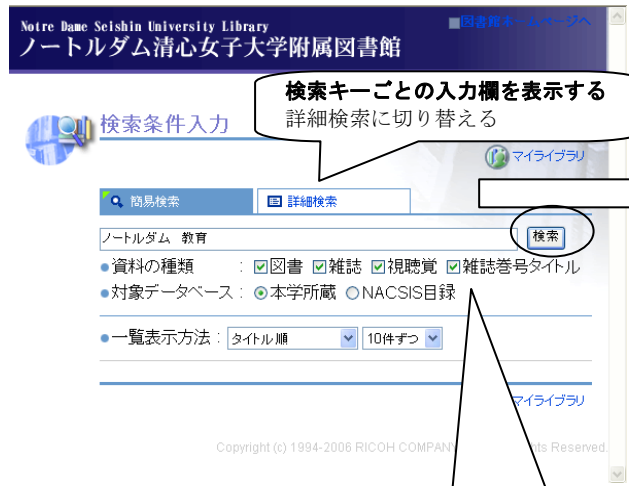 Notre Dame Seishin University Library
ノートルダム清心女子大学附属図書館
■図書館ホームページへ
検索キーごとの入力欄を表示する
詳細検索に切り替える
検索条件入力
マイライブラリ
簡易検索
詳細検索
ノートルダム 教育
検索
●資料の種類 : 図書 雑誌 視聴覚 雑誌巻号タイトル
●対象データベース : 本学所蔵 NACSIS目録
●一覧表示方法 : タイトル順 10件ずつ
マイライブラリ
Copyright (c) 1994-2006 RICOH COMPAN Reserved.